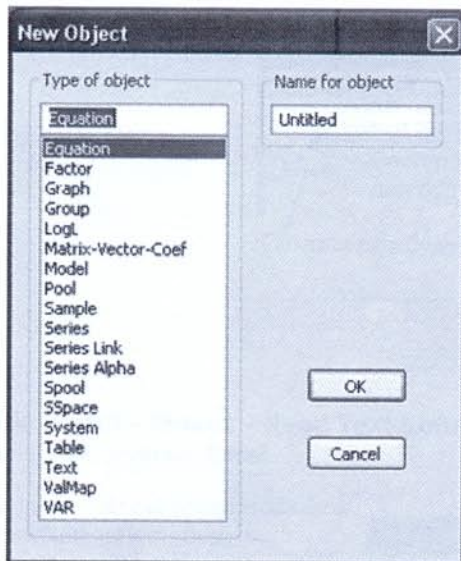 New Object
Type of object
Name for object
Equation
Untitled
Equation
Factor
Graph
Group
LogL
Matrix-Vector-Coef
Model
Pool
Sample
Series
Series Link
Series Alpha
Spool
SSpace
System
Table
Text
ValMap
VAR
OK
Cancel